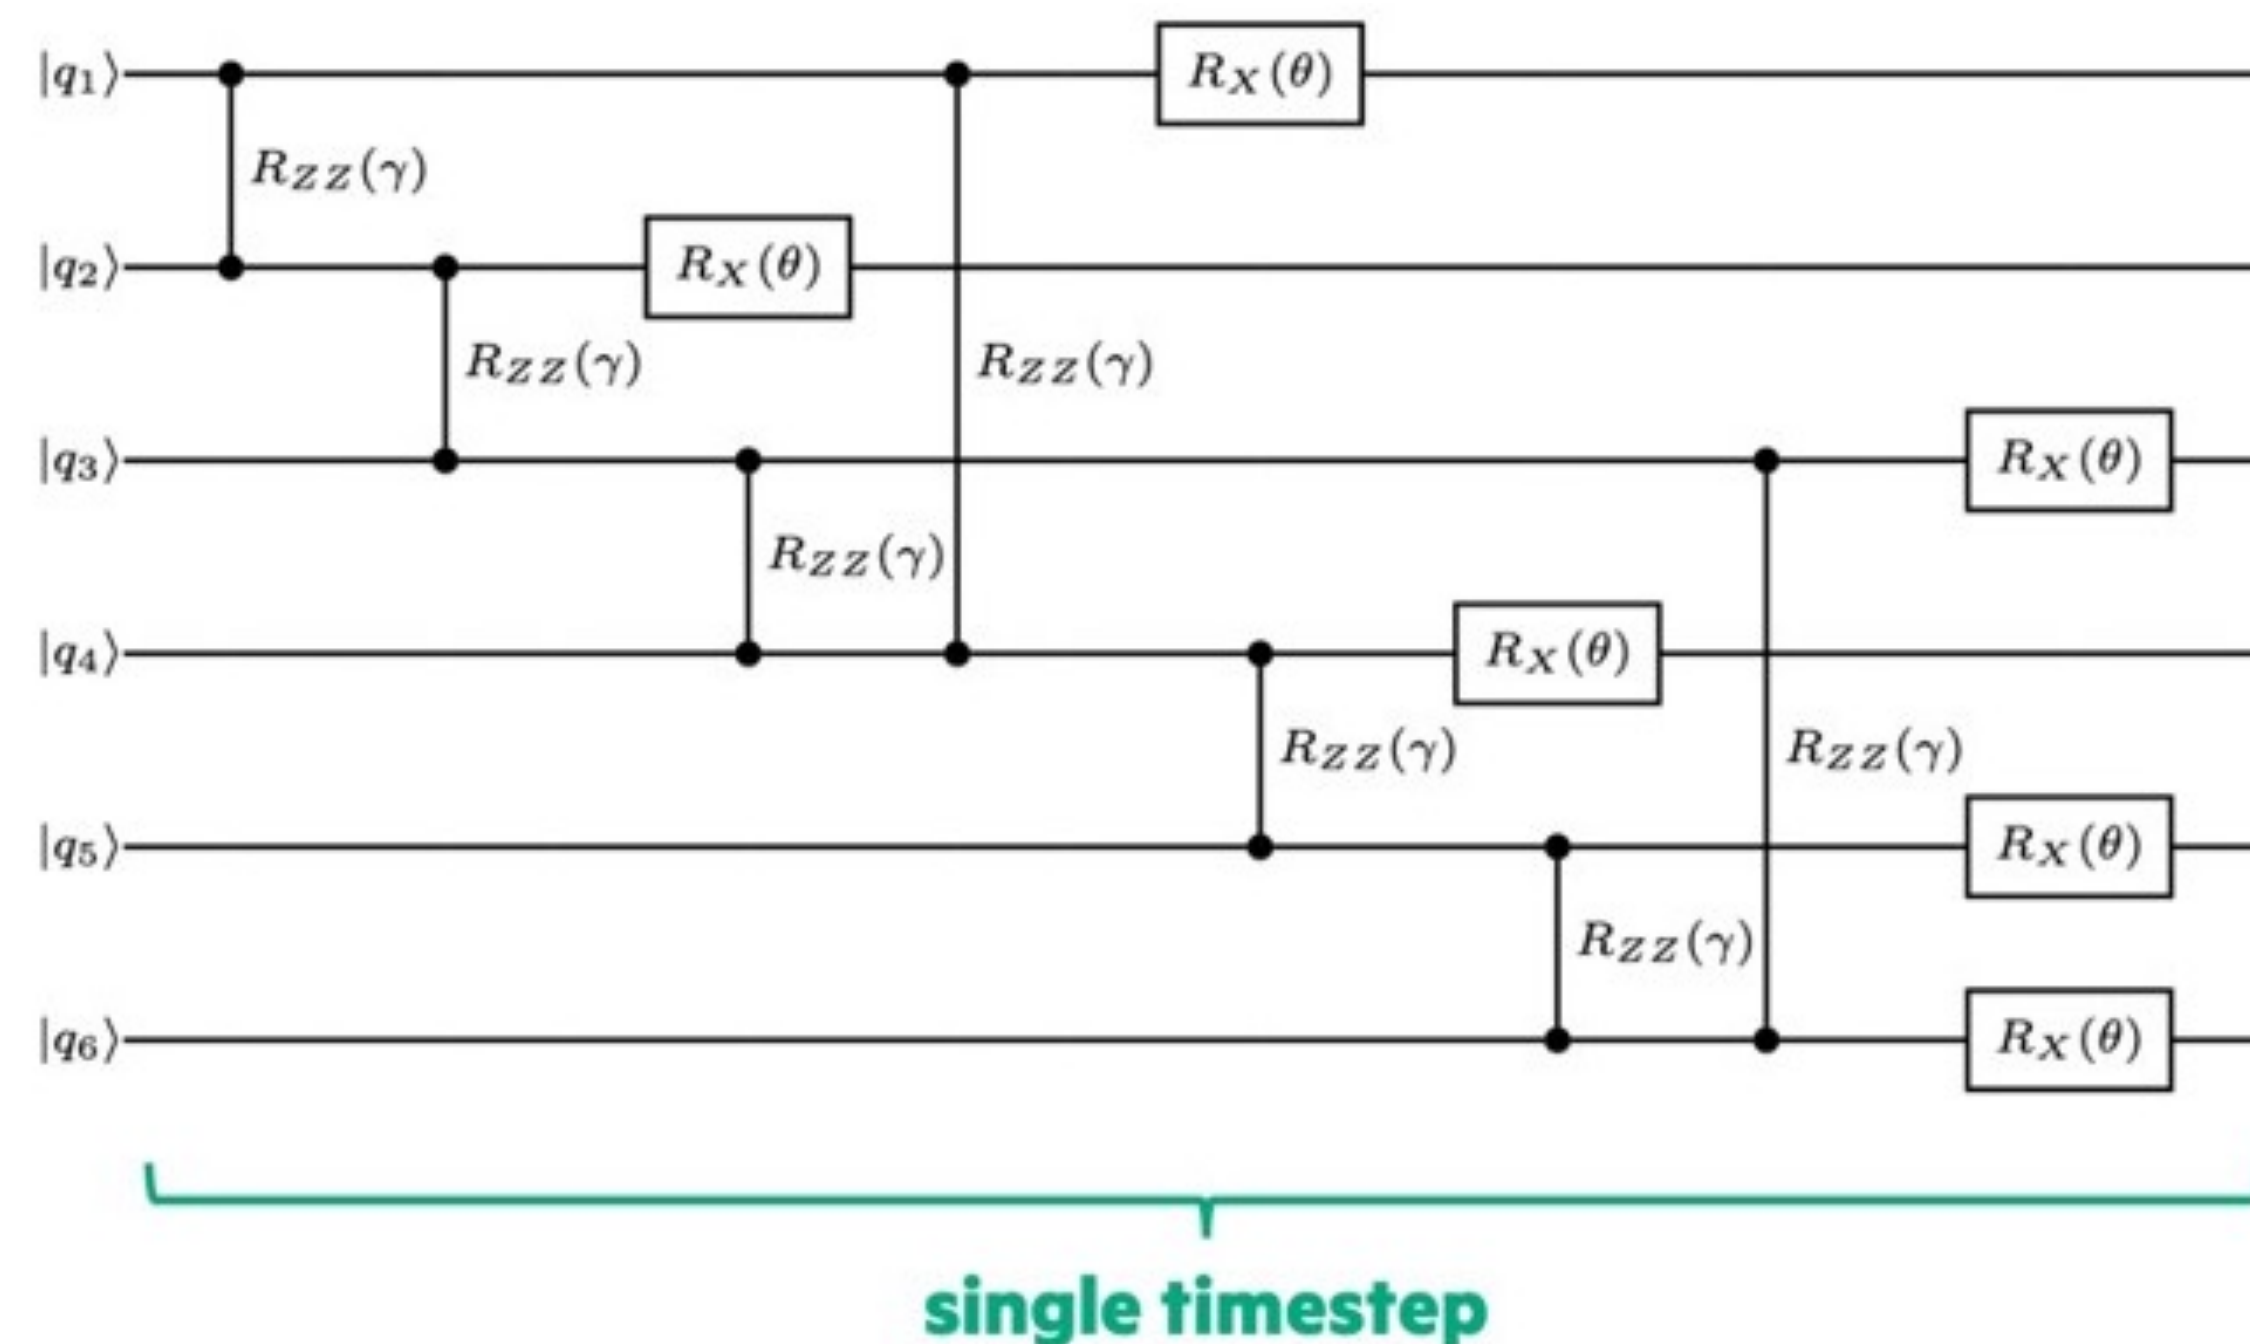 |q₁⟩ R_X(θ)
R_ZZ(γ)
|q₂⟩ R_X(θ)
R_ZZ(γ) R_ZZ(γ)
|q₃⟩ R_X(θ)
R_ZZ(γ)
|q₄⟩ R_X(θ)
R_ZZ(γ) R_ZZ(γ)
|q₅⟩ R_X(θ)
R_ZZ(γ)
|q₆⟩ R_X(θ)
single timestep